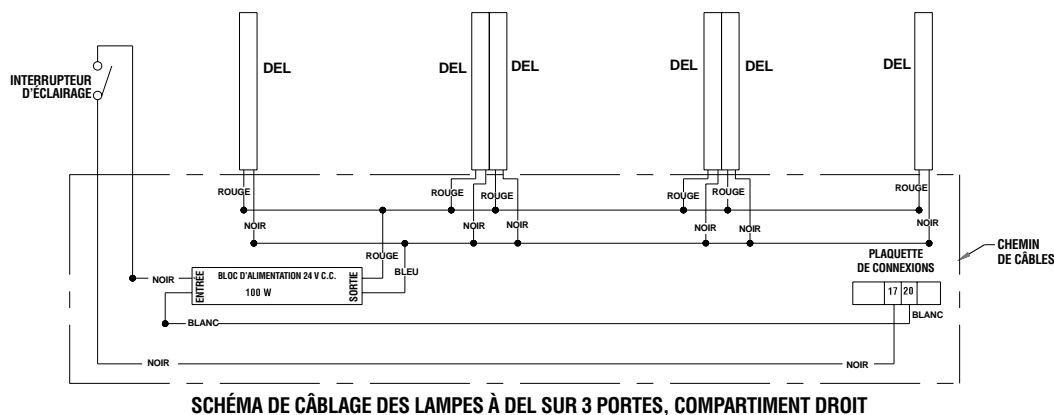 DEL
DEL
DEL
DEL
DEL
DEL
INTERRUPTEUR
D'ÉCLAIRAGE
ROUGE
ROUGE
ROUGE
ROUGE
ROUGE
ROUGE
NOIR
NOIR
NOIR
NOIR
NOIR
NOIR
ROUGE
BLEU
PLAQUETTE
DE CONNEXIONS
CHEMIN
DE CÂBLES
NOIR
ENTRÉE
BLOC D'ALIMENTATION 24 V C.C.
100 W
SORTIE
17 20
BLANC
BLANC
NOIR
NOIR
SCHÉMA DE CÂBLAGE DES LAMPES À DEL SUR 3 PORTES, COMPARTIMENT DROIT